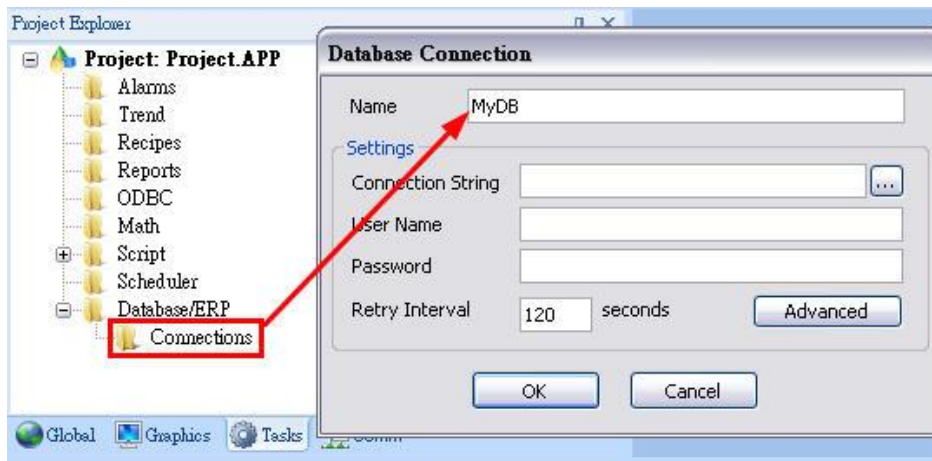 Project Explorer
Project: Project.APP
Alarms
Trend
Recipes
Reports
ODBC
Math
Script
Scheduler
Database/ERP
Connections
Global Graphics Tasks Comm
Database Connection
Name MyDB
Settings
Connection String ...
User Name
Password
Retry Interval 120 seconds Advanced
OK Cancel